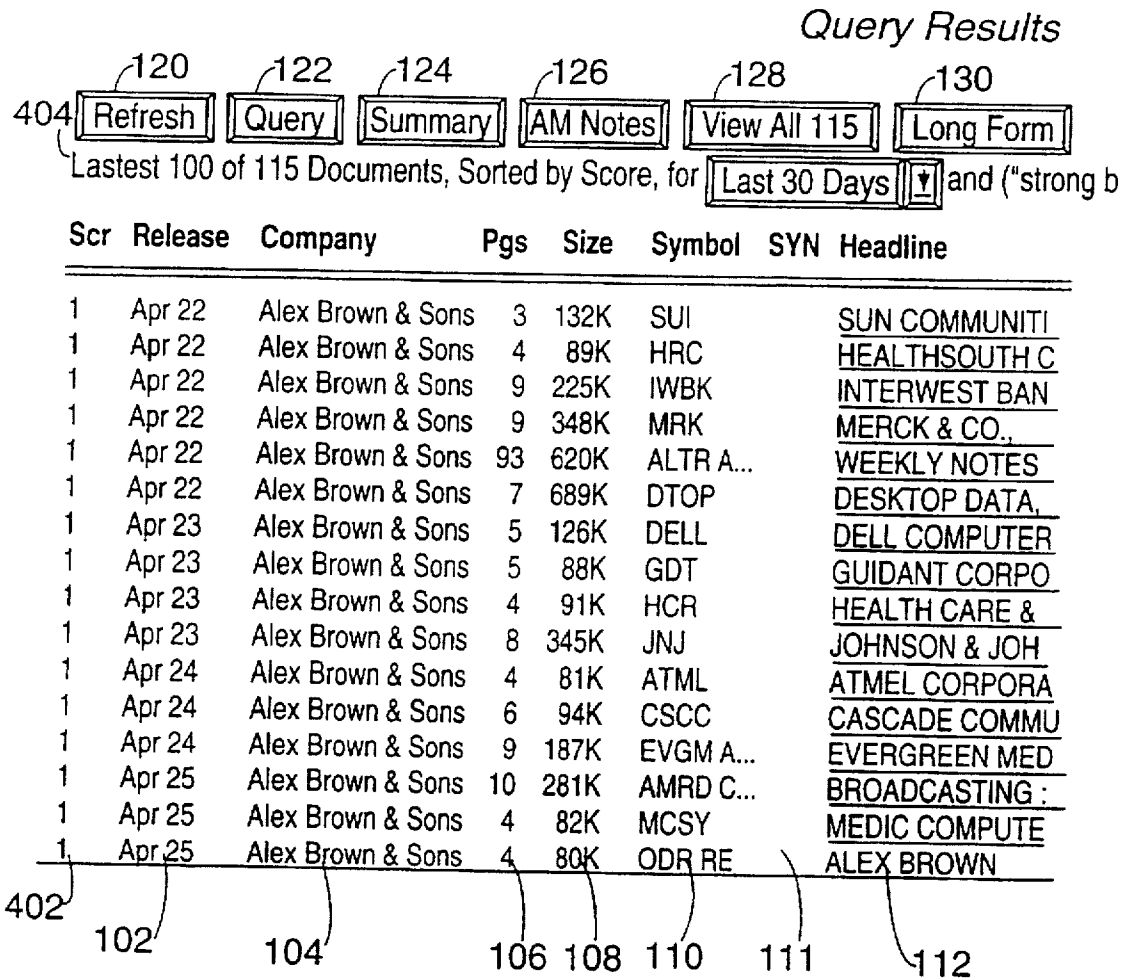 Query Results
120 122 124 126 128 130
404 Refresh Query Summary AM Notes View All 115 Long Form
Lastest 100 of 115 Documents, Sorted by Score, for Last 30 Days and ("strong b
Scr Release Company Pgs Size Symbol SYN Headline
1 Apr 22 Alex Brown & Sons 3 132K SUI SUN COMMUNITI
1 Apr 22 Alex Brown & Sons 4 89K HRC HEALTHSOUTH C
1 Apr 22 Alex Brown & Sons 9 225K IWBK INTERWEST BAN
1 Apr 22 Alex Brown & Sons 9 348K MRK MERCK & CO.,
1 Apr 22 Alex Brown & Sons 93 620K ALTR A... WEEKLY NOTES
1 Apr 22 Alex Brown & Sons 7 689K DTOP DESKTOP DATA,
1 Apr 23 Alex Brown & Sons 5 126K DELL DELL COMPUTER
1 Apr 23 Alex Brown & Sons 5 88K GDT GUIDANT CORPO
1 Apr 23 Alex Brown & Sons 4 91K HCR HEALTH CARE &
1 Apr 23 Alex Brown & Sons 8 345K JNJ JOHNSON & JOH
1 Apr 24 Alex Brown & Sons 4 81K ATML ATMEL CORPORA
1 Apr 24 Alex Brown & Sons 6 94K CSCC CASCADE COMMU
1 Apr 24 Alex Brown & Sons 9 187K EVGM A... EVERGREEN MED
1 Apr 25 Alex Brown & Sons 10 281K AMRD C... BROADCASTING :
1 Apr 25 Alex Brown & Sons 4 82K MCSY MEDIC COMPUTE
1 Apr 25 Alex Brown & Sons 4 80K ODR RE ALEX BROWN
402 102 104 106 108 110 111 112